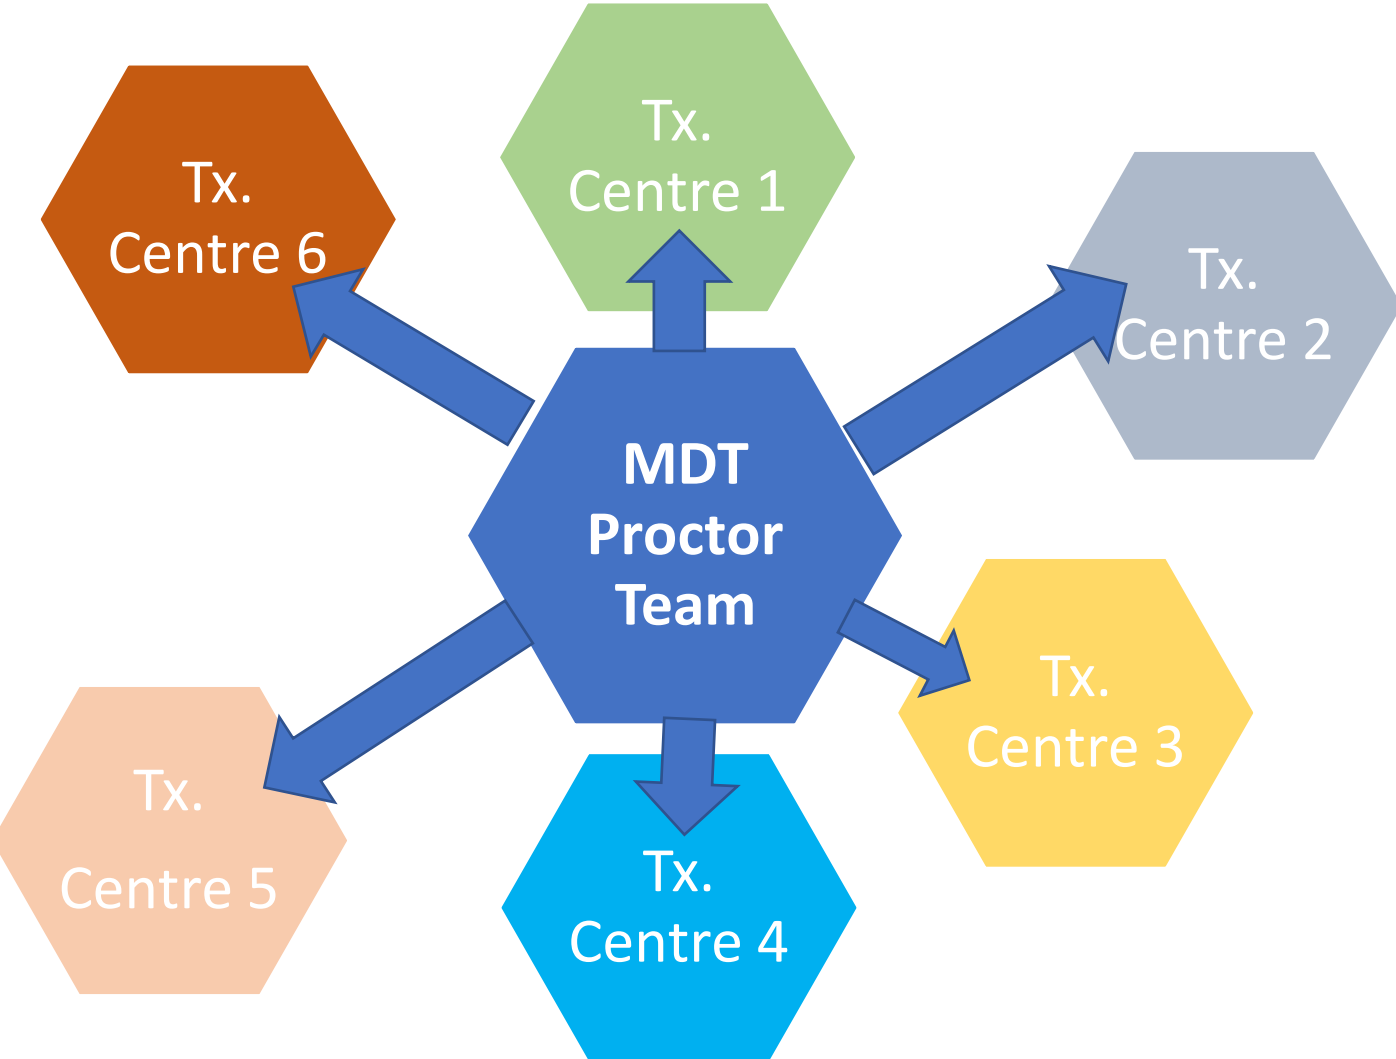 Tx.
Centre 1
Tx.
Centre 6
Tx.
Centre 2
MDT
Proctor
Team
Tx.
Centre 3
Tx.
Centre 5
Tx.
Centre 4